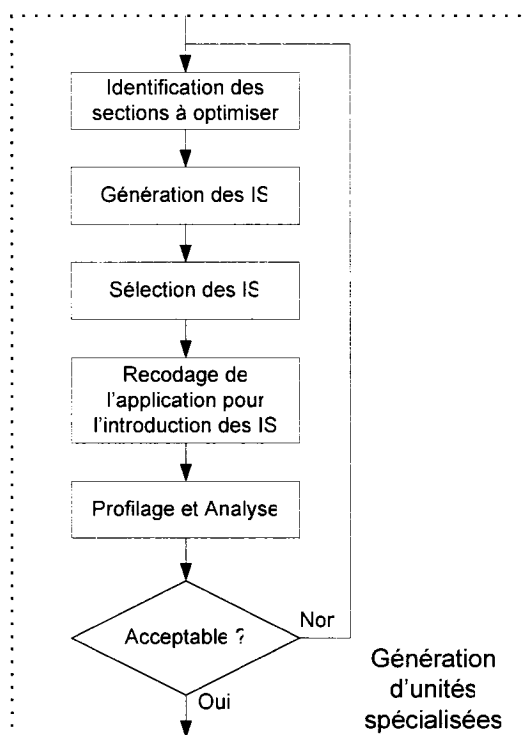 Identification des
sections à optimiser
Génération des IS
Sélection des IS
Recodage de
l'application pour
l'introduction des IS
Profilage et Analyse
Acceptable ?
Nor
Oui
Génération
d'unités
spécialisées